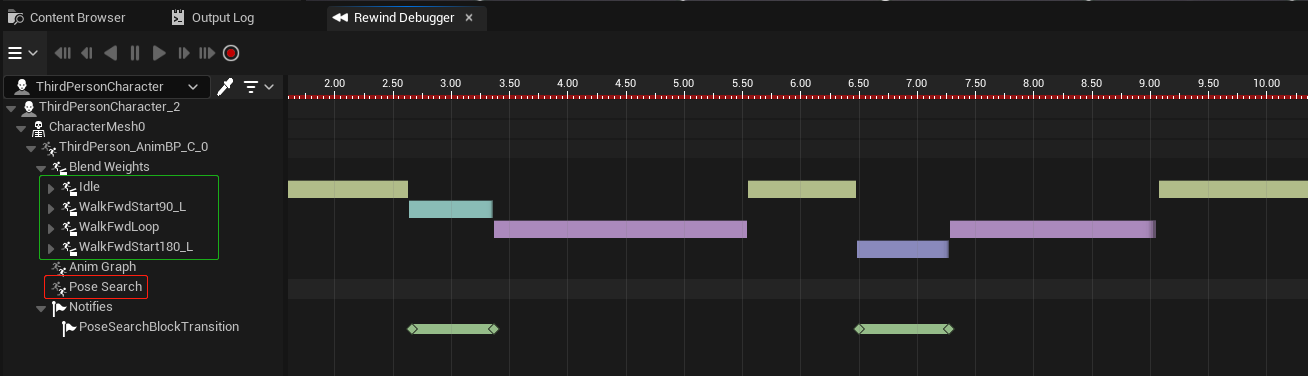 Content Browser Output Log Rewind Debugger
ThirdPersonCharacter 2.00 2.50 3.00 3.50 4.00 4.50 5.00 5.50 6.00 6.50 7.00 7.50 8.00 8.50 9.00 9.50 10.00
ThirdPersonCharacter_2
CharacterMesh0
ThirdPerson_AnimBP_C_0
Blend Weights
Idle
WalkFwdStart90_L
WalkFwdLoop
WalkFwdStart180_L
Anim Graph
Pose Search
Notifies
PoseSearchBlockTransition